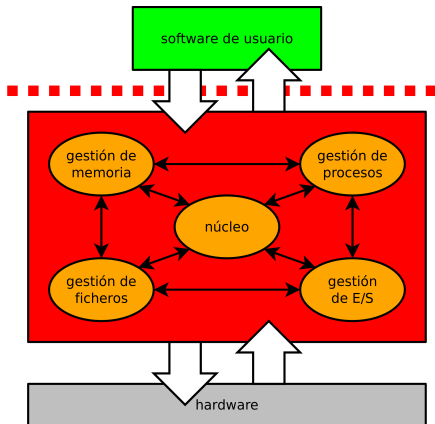 software de usuario
gestión de
memoria
gestión de
procesos
núcleo
gestión de
ficheros
gestión
de E/S
hardware